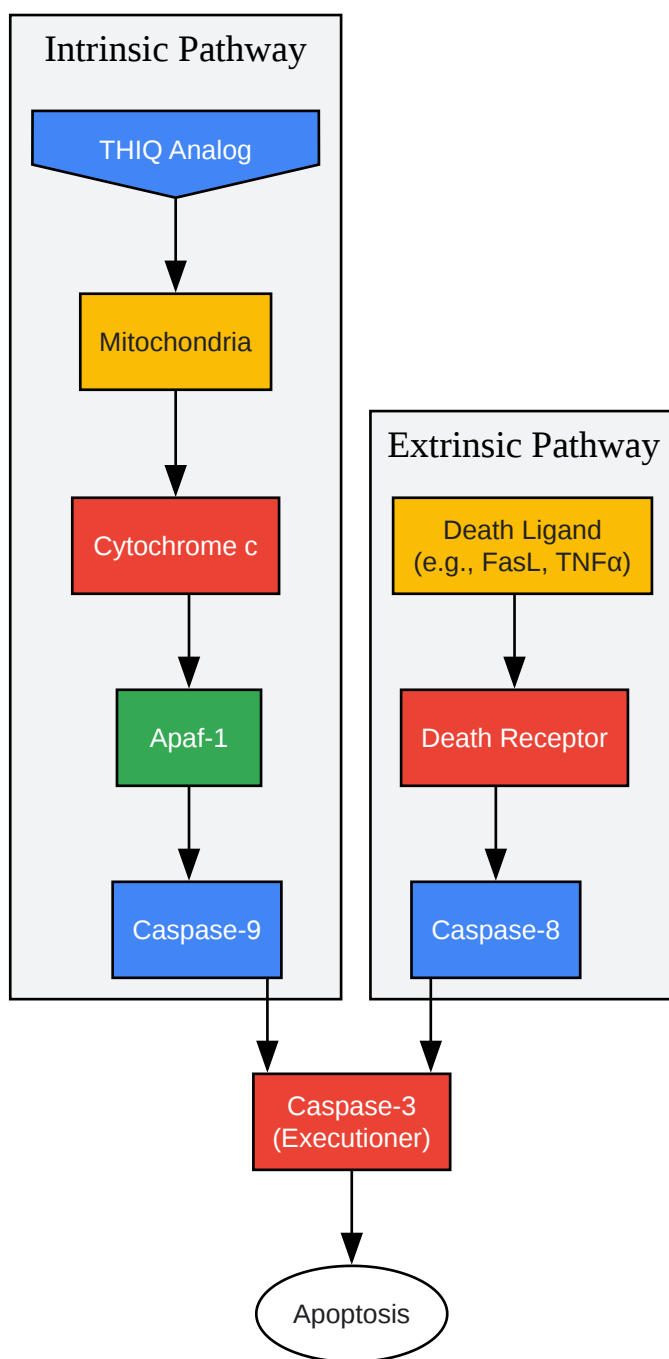 Intrinsic Pathway
THIQ Analog
Mitochondria
Cytochrome c
Apaf-1
Caspase-9
Extrinsic Pathway
Death Ligand
(e.g., FasL, TNFα)
Death Receptor
Caspase-8
Caspase-3
(Executioner)
Apoptosis